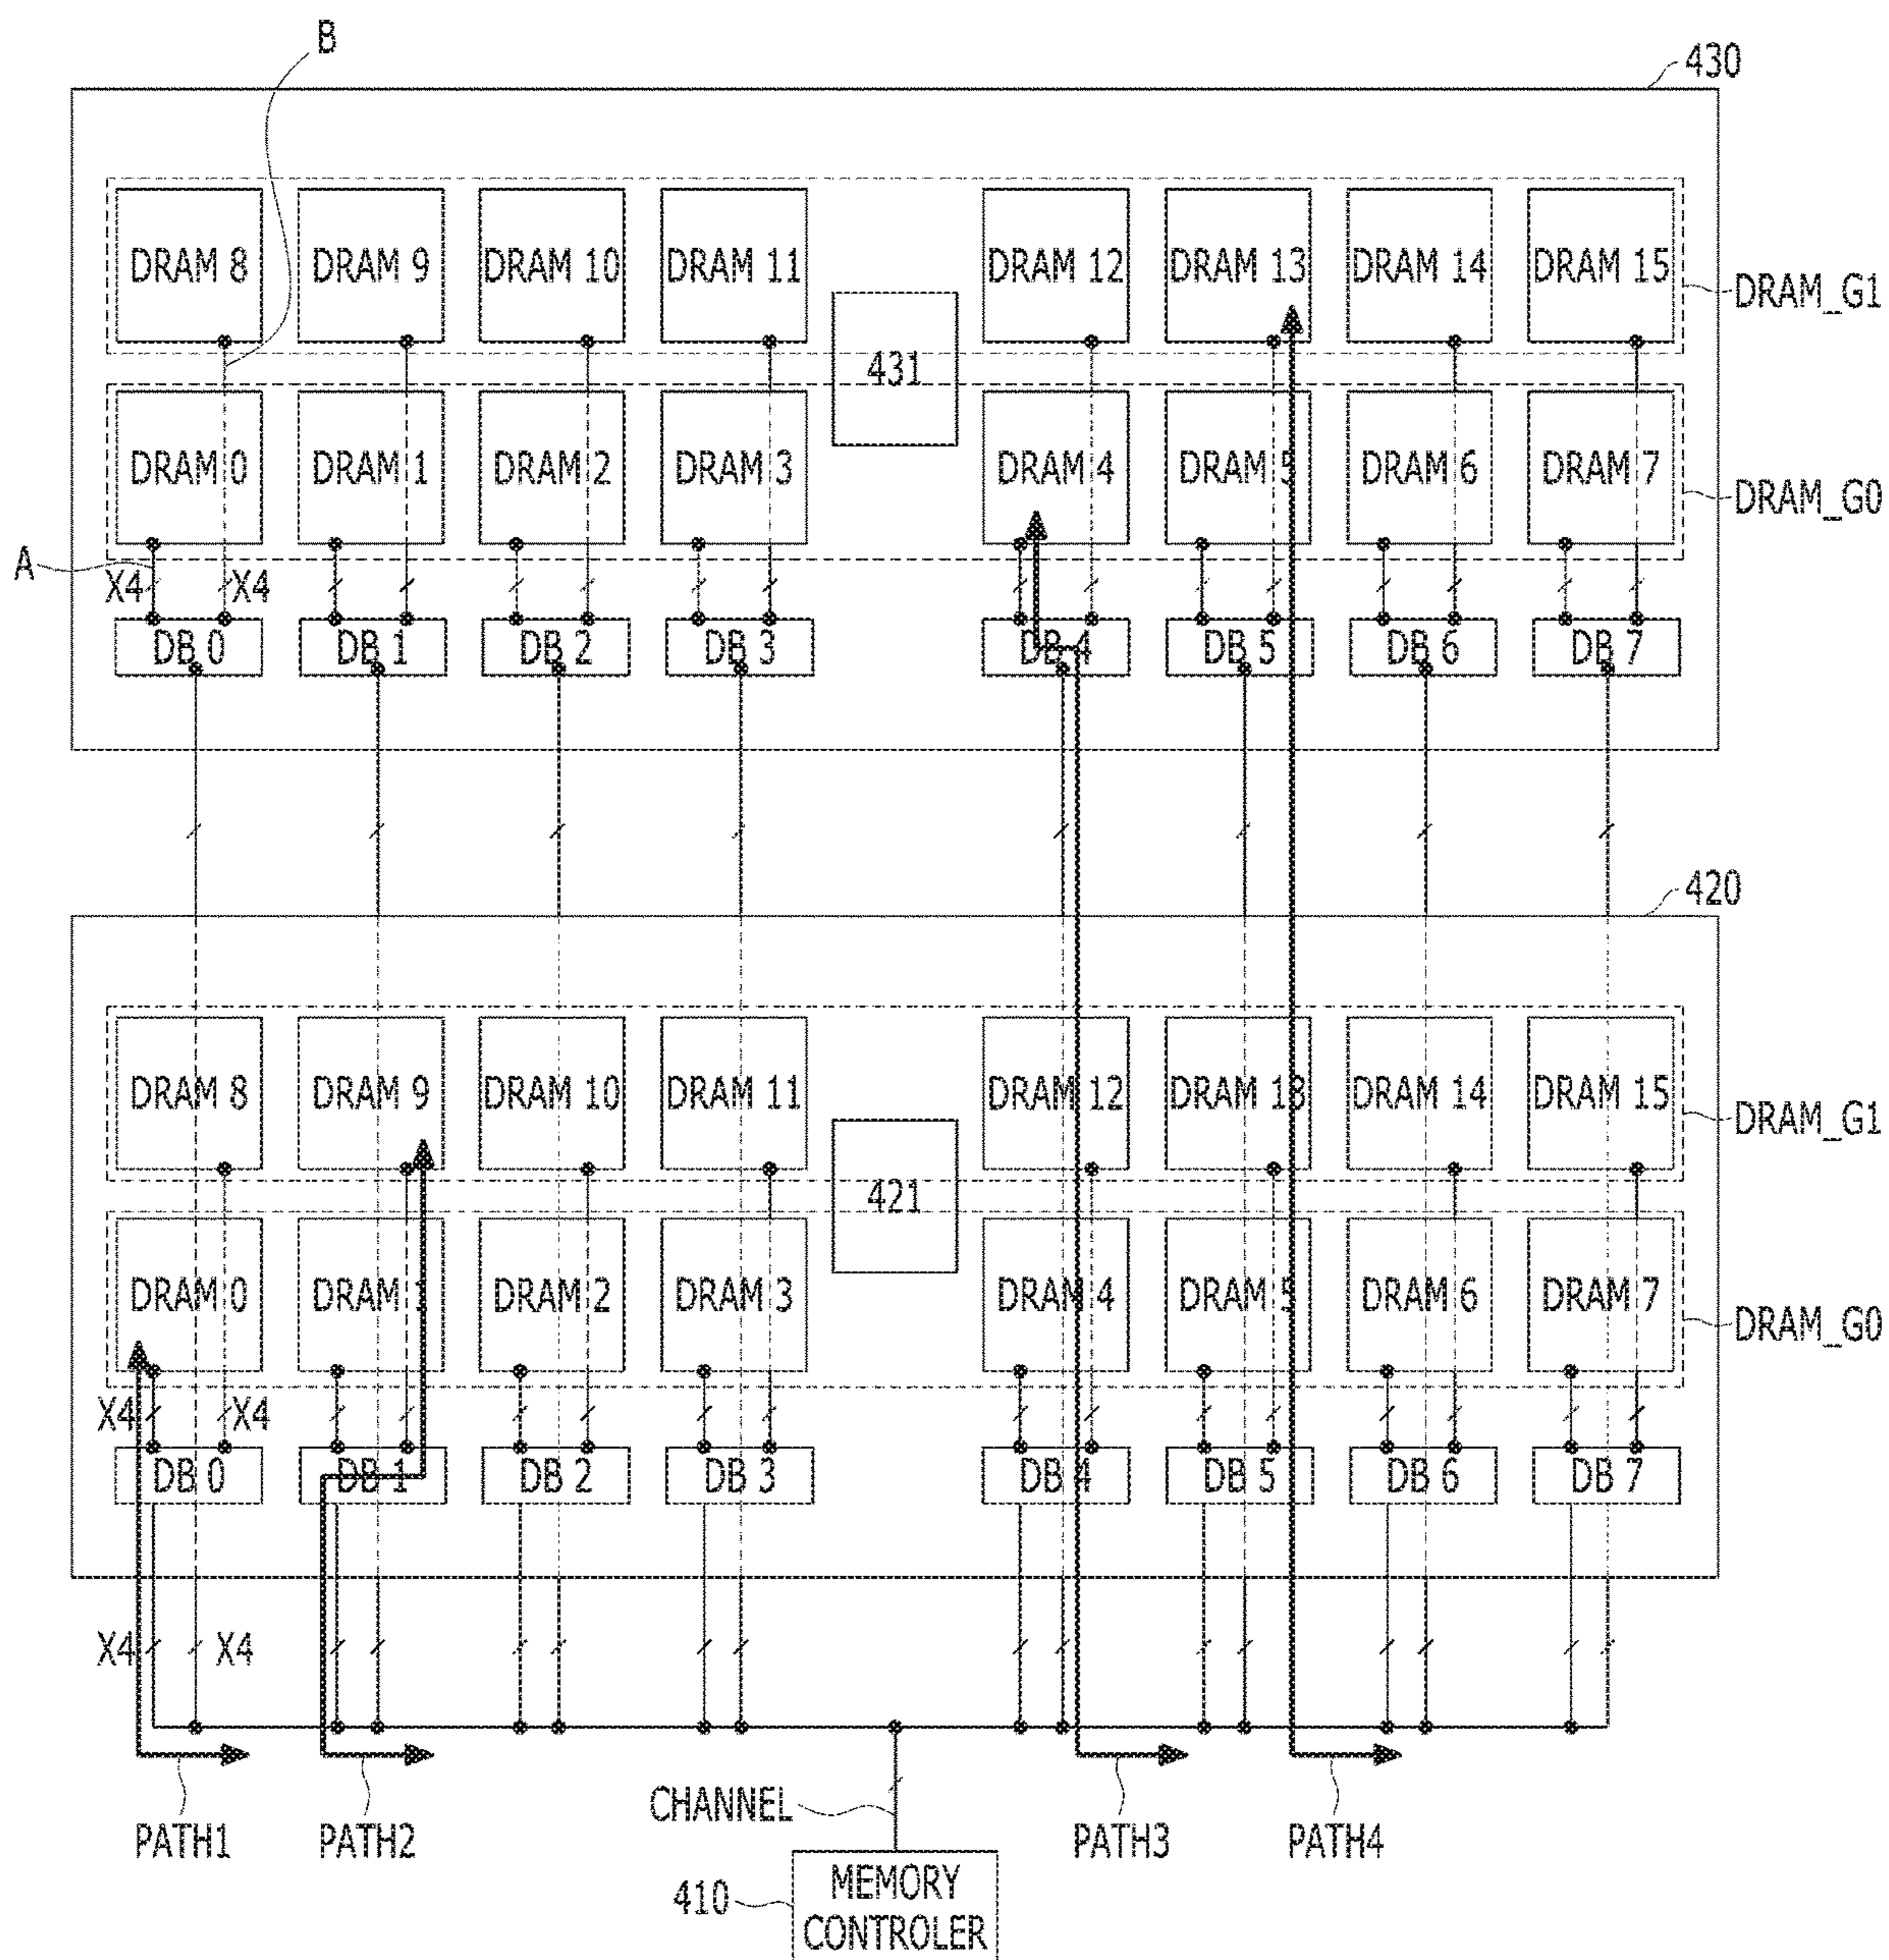 B
430
DRAM 8 DRAM 9 DRAM 10 DRAM 11 DRAM 12 DRAM 13 DRAM 14 DRAM 15
DRAM_G1
431
DRAM 0 DRAM 1 DRAM 2 DRAM 3 DRAM 4 DRAM 5 DRAM 6 DRAM 7
DRAM_G0
A
X4 X4
DB 0 DB 1 DB 2 DB 3 DB 4 DB 5 DB 6 DB 7
420
DRAM 8 DRAM 9 DRAM 10 DRAM 11 DRAM 12 DRAM 13 DRAM 14 DRAM 15
DRAM_G1
421
DRAM 0 DRAM 1 DRAM 2 DRAM 3 DRAM 4 DRAM 5 DRAM 6 DRAM 7
DRAM_G0
X4 X4
DB 0 DB 1 DB 2 DB 3 DB 4 DB 5 DB 6 DB 7
X4 X4
CHANNEL
PATH1 PATH2 PATH3 PATH4
410
MEMORY
CONTROLER